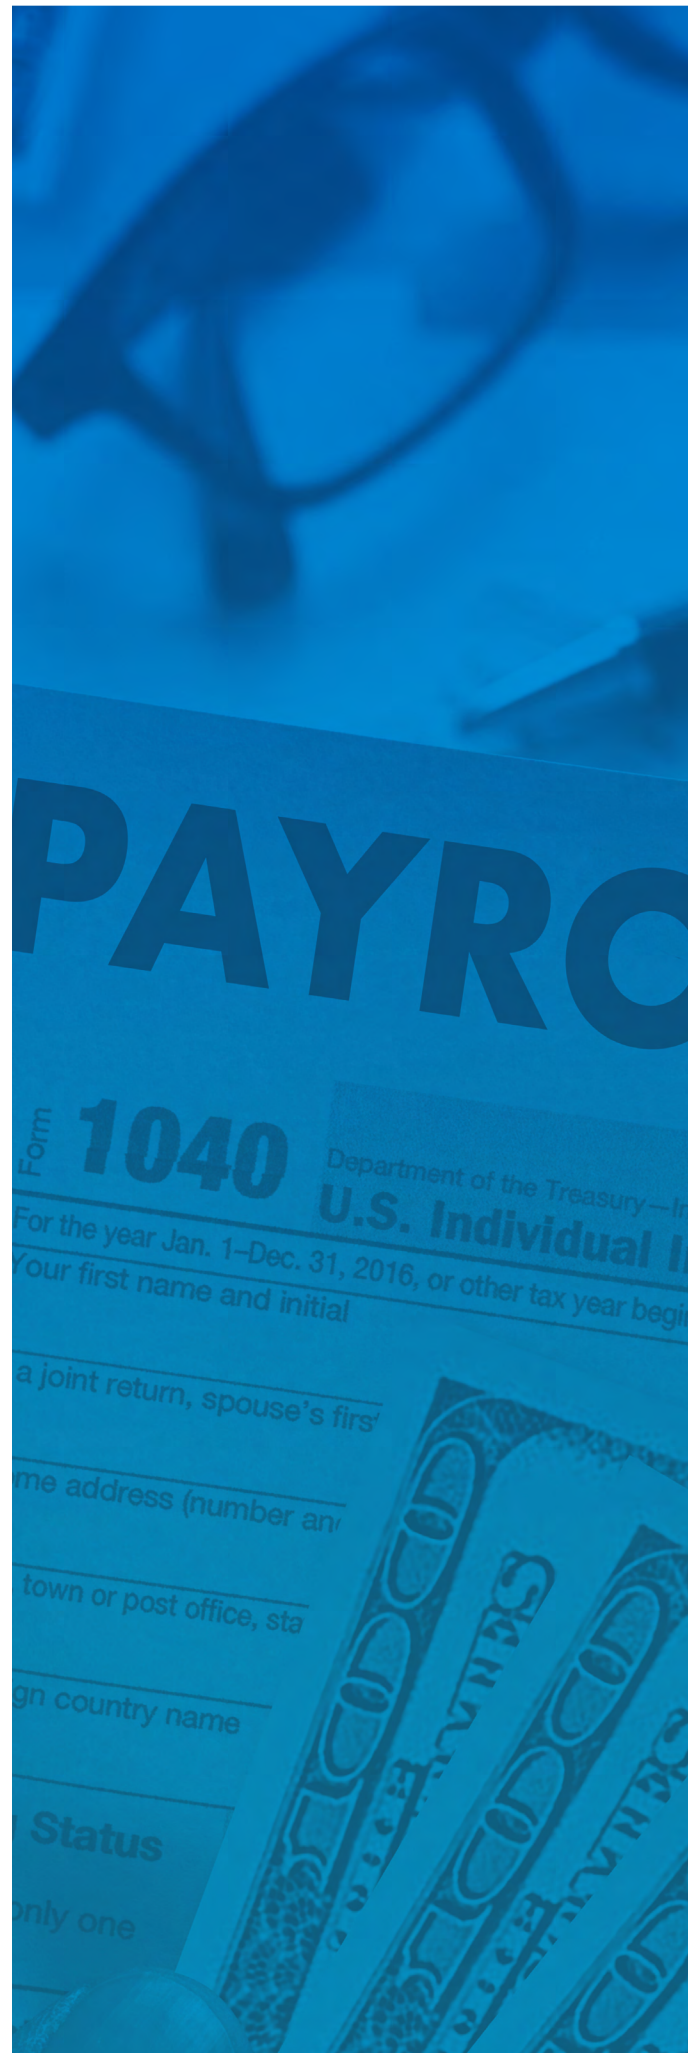 PAYRO
Form 1040
Department of the Treasury—In
U.S. Individual I
For the year Jan. 1–Dec. 31, 2016, or other tax year begi
Your first name and initial
a joint return, spouse's firs
me address (number an
town or post office, sta
gn country name
Status
only one
100
100